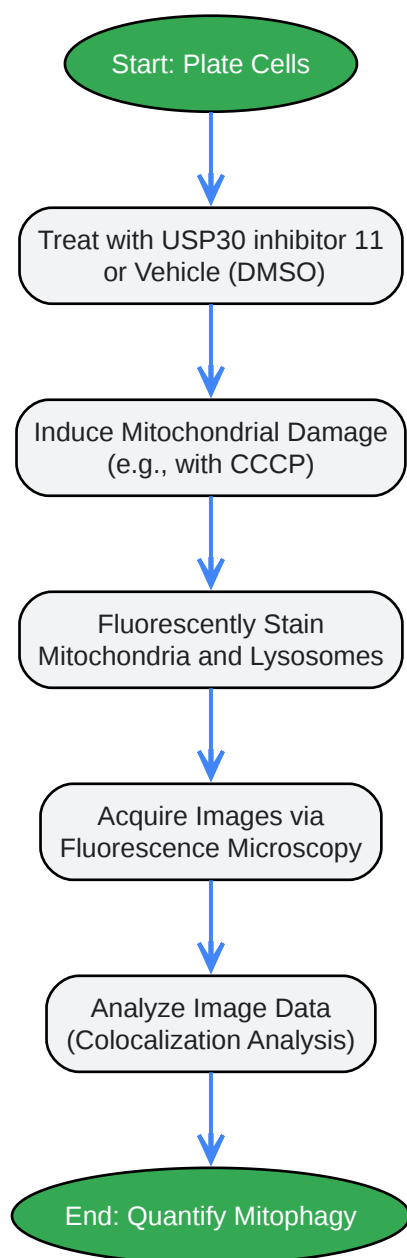 Start: Plate Cells
Treat with USP30 inhibitor 11
or Vehicle (DMSO)
Induce Mitochondrial Damage
(e.g., with CCCP)
Fluorescently Stain
Mitochondria and Lysosomes
Acquire Images via
Fluorescence Microscopy
Analyze Image Data
(Colocalization Analysis)
End: Quantify Mitophagy